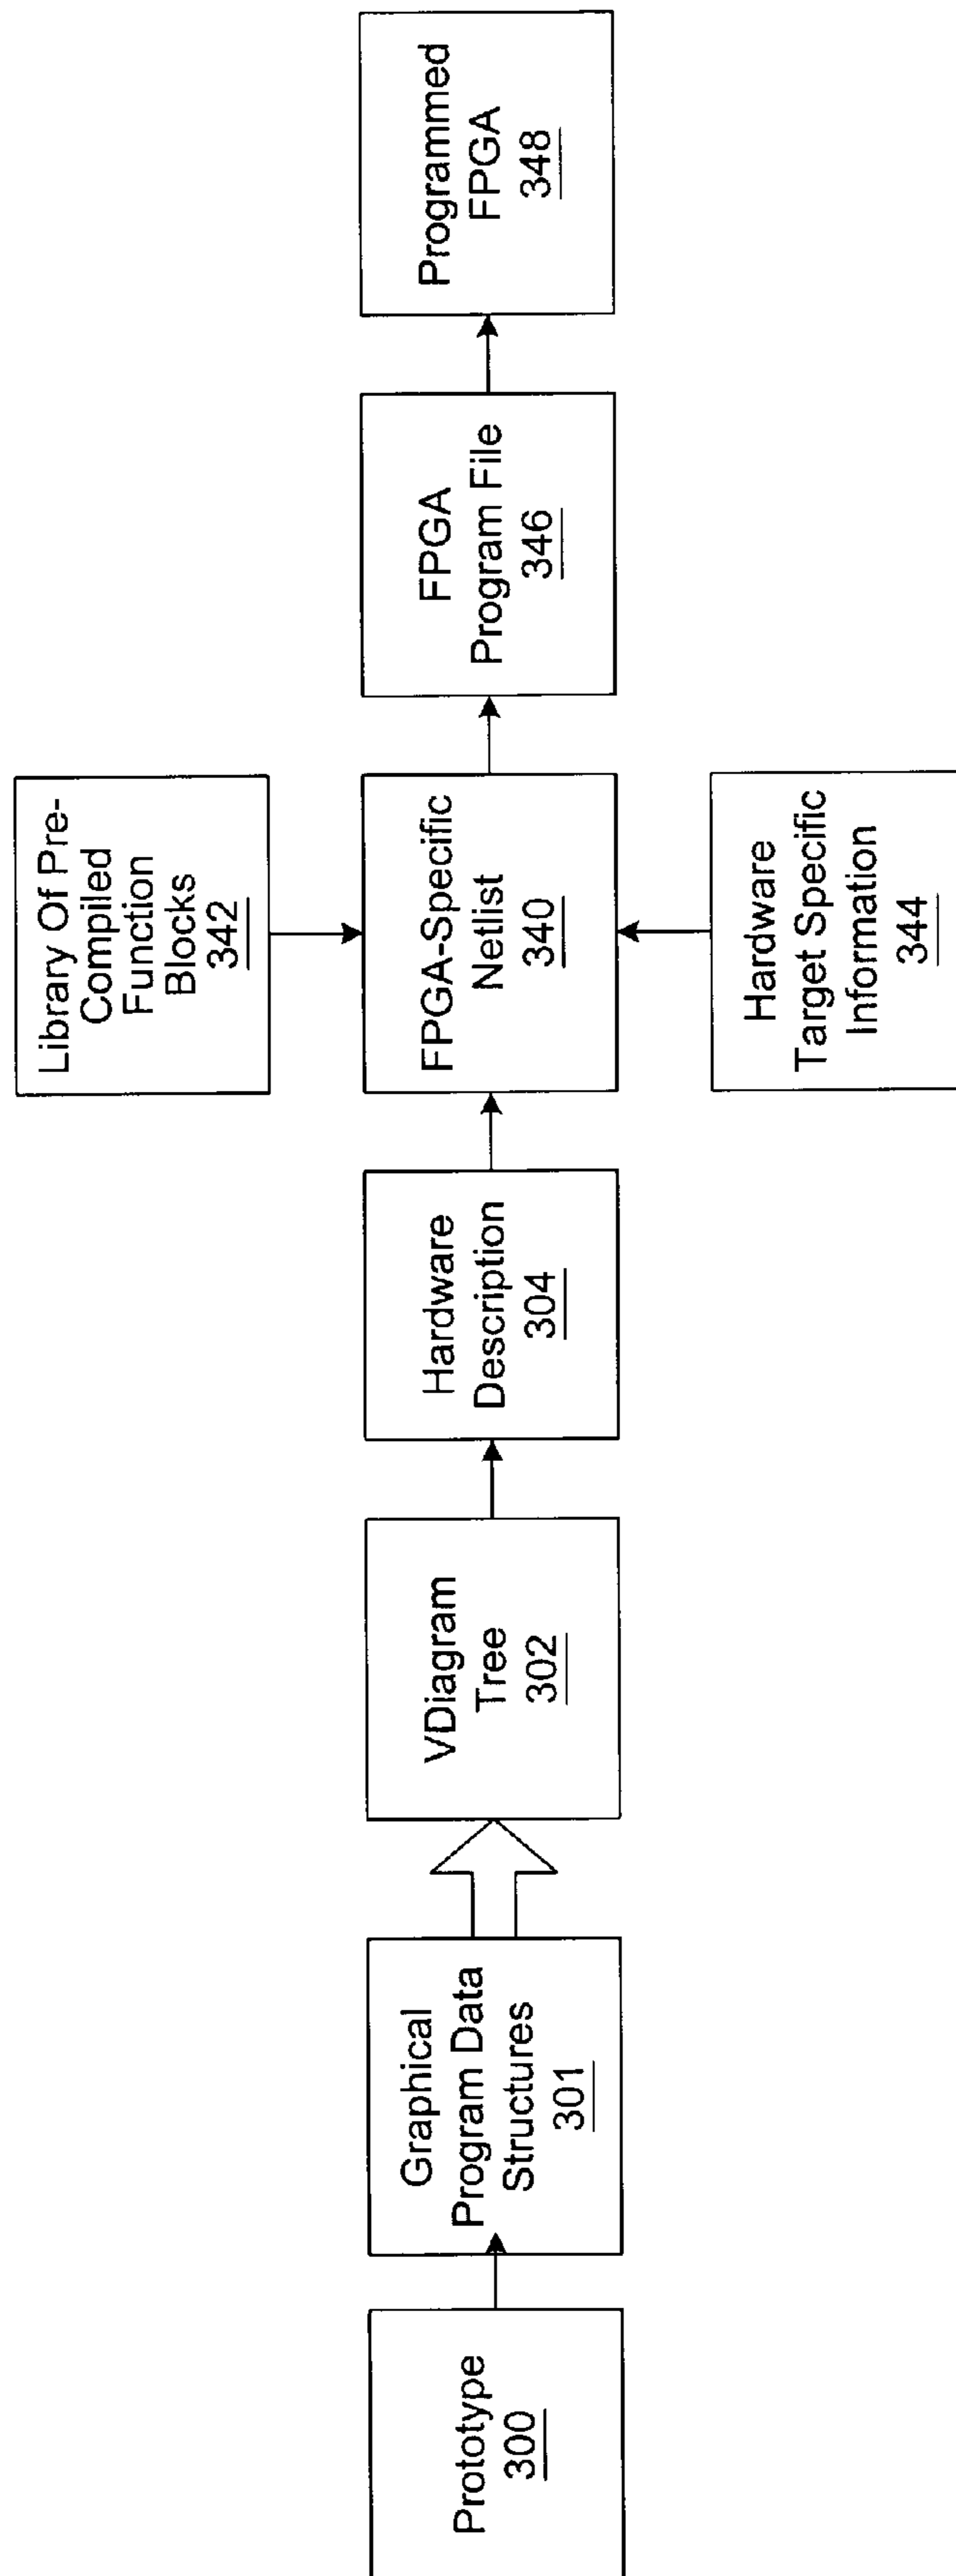 Prototype
300
Graphical
Program Data
Structures
301
VDiagram
Tree
302
Hardware
Description
304
Library Of Pre-
Compiled
Function
Blocks
342
FPGA-Specific
Netlist
340
Hardware
Target Specific
Information
344
FPGA
Program File
346
Programmed
FPGA
348